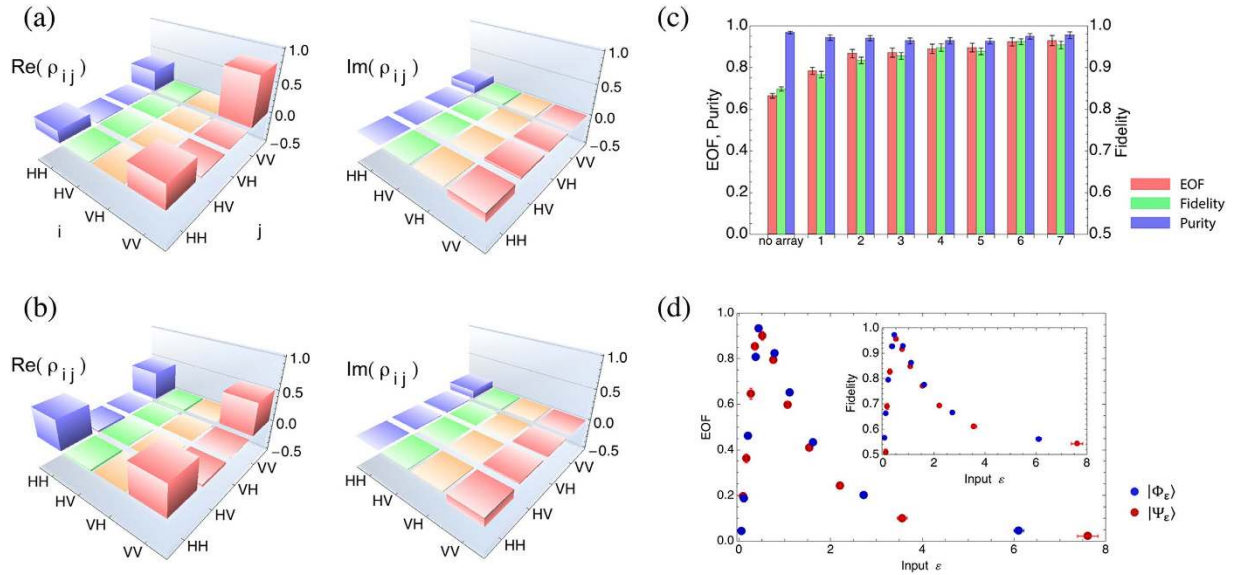 (a)
Re(ρij)
1.0
0.5
0.0
−0.5
HH
HV
VH
VV
i
HH
HV
VH
VV
j
Im(ρij)
1.0
0.5
0.0
−0.5
HH
HV
VH
VV
HH
HV
VH
VV
(b)
Re(ρij)
1.0
0.5
0.0
−0.5
HH
HV
VH
VV
HH
HV
VH
VV
Im(ρij)
1.0
0.5
0.0
−0.5
HH
HV
VH
VV
HH
HV
VH
VV
(c)
EOF, Purity
1.0
0.8
0.6
0.4
0.2
0.0
no array 1 2 3 4 5 6 7
1.0
0.9
0.8
0.7
0.6
0.5
Fidelity
EOF
Fidelity
Purity
(d)
EOF
1.0
0.8
0.6
0.4
0.2
0.0
0 2 4 6 8
Input ε
Fidelity
1.0
0.9
0.8
0.7
0.6
0.5
0 2 4 6 8
Input ε
|Φε⟩
|Ψε⟩